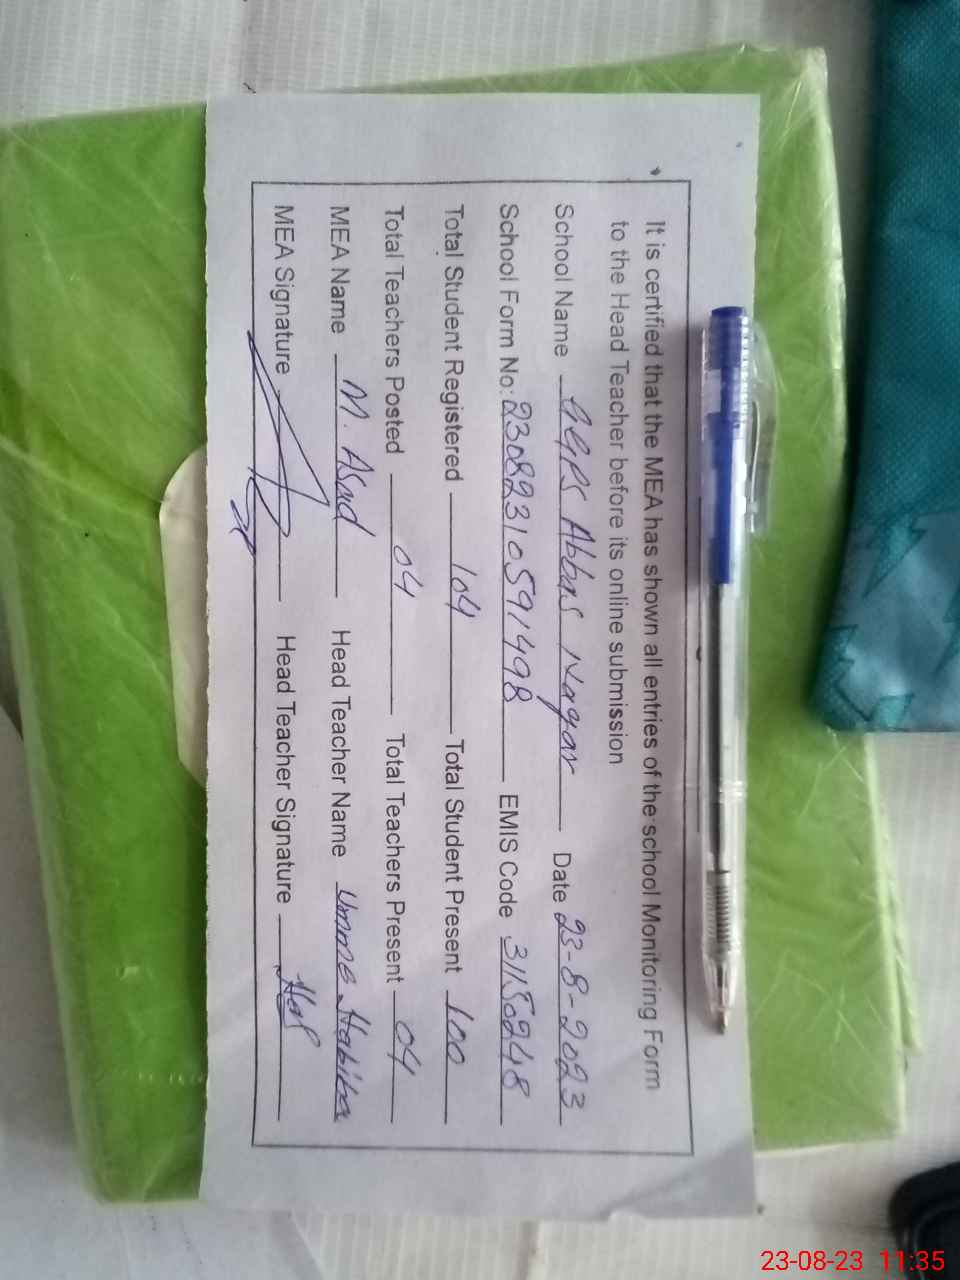 It is certified that the MEA has shown all entries of the school Monitoring Form
to the Head Teacher before its online submission
School Name GGPS Abbas Nagar Date 23-8-2023
School Form No: 23082310591498 EMIS Code 31150248
Total Student Registered 104 Total Student Present 100
Total Teachers Posted 04 Total Teachers Present 04
MEA Name M. Asad Head Teacher Name Umme Habiba
MEA Signature Head Teacher Signature
23-08-23 11:35